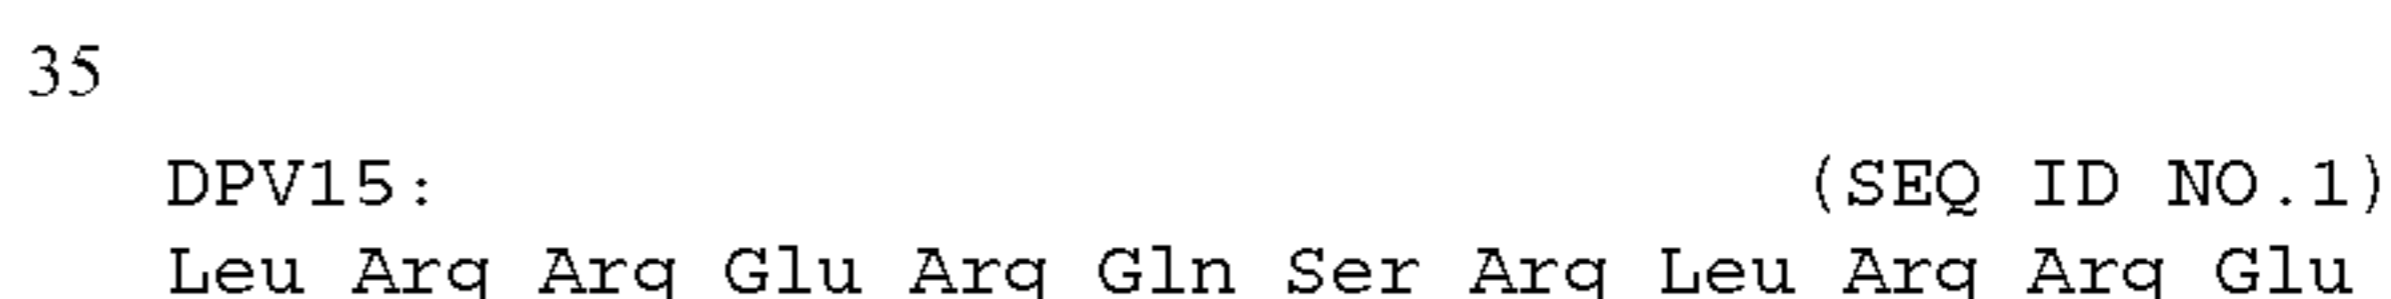 35
DPV15: (SEQ ID NO.1)
Leu Arg Arg Glu Arg Gln Ser Arg Leu Arg Arg Glu